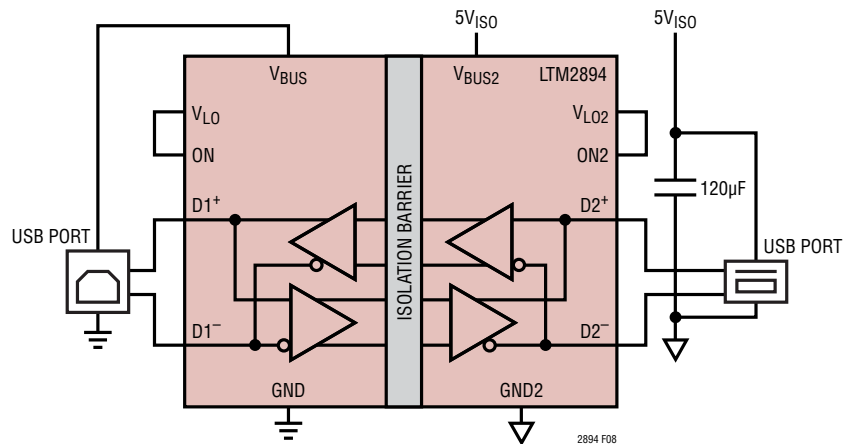 5VISO
5VISO
VBUS
VBUS2
LTM2894
VLO
VLO2
ON
ON2
120µF
D1+
D2+
ISOLATION BARRIER
USB PORT
USB PORT
D1−
D2−
GND
GND2
2894 F08